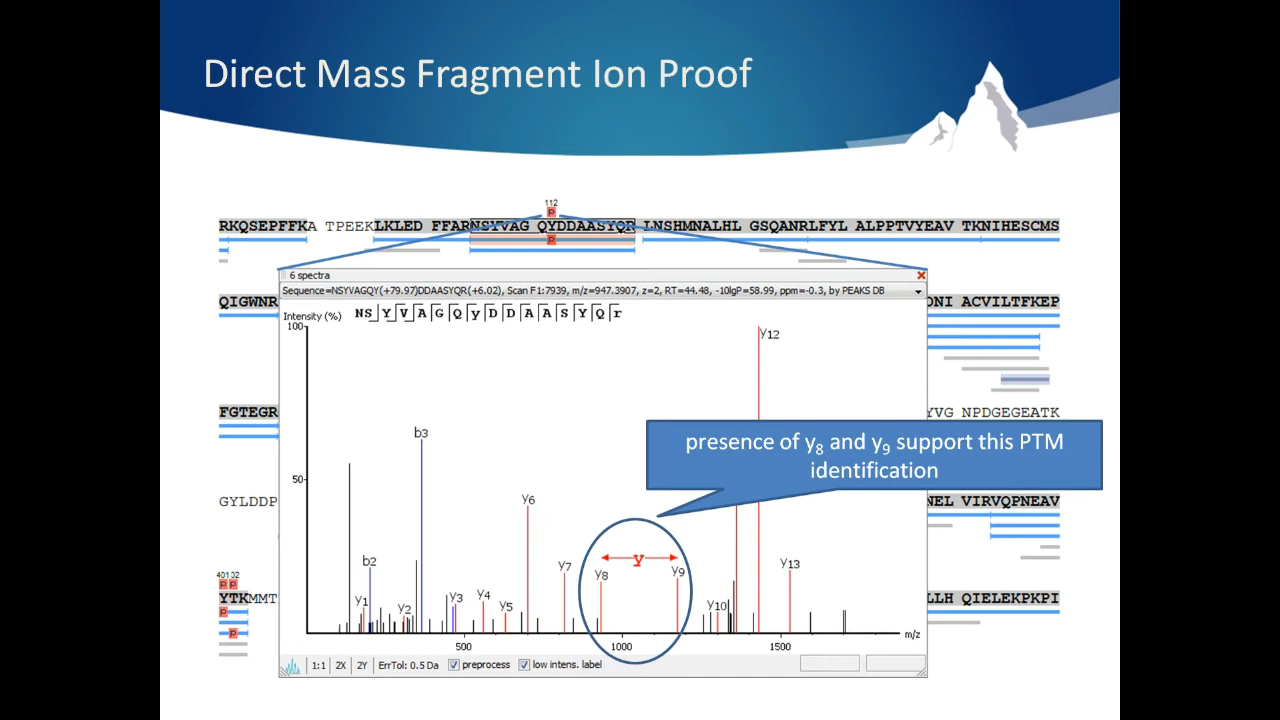 Direct Mass Fragment Ion Proof
112
P
RKQSEPFFKA TPEEKLKLED FFARNSYVAG QYDDAASYQR LNSHMNALHL GSQANRLFYL ALPPTVYEAV TKNIHESCMS
P
6 spectra
Sequence=NSYVAGQY(+79.97)DDAASYQR(+6.02), Scan F1:7939, m/z=947.3907, z=2, RT=44.48, -10lgP=58.99, ppm=-0.3, by PEAKS DB
QIGWNR
DNI ACVILTFKEP
Intensity (%)
NSYVAGQyDDAASYQr
100
y12
FGTEGR
YVG NPDGEGEATK
b3
presence of y8 and y9 support this PTM
identification
50
y6
GYLDDP
NEL VIRVQPNEAV
b2
y7
y8
y
y9
y13
401 02
P P
YTKMMT
y1
y2
y3
y4
y5
y10
LLH QIELEKPKPI
P
P
500
1000
1500
m/z
1:1
2X
2Y
ErrTol: 0.5 Da
preprocess
low intens. label